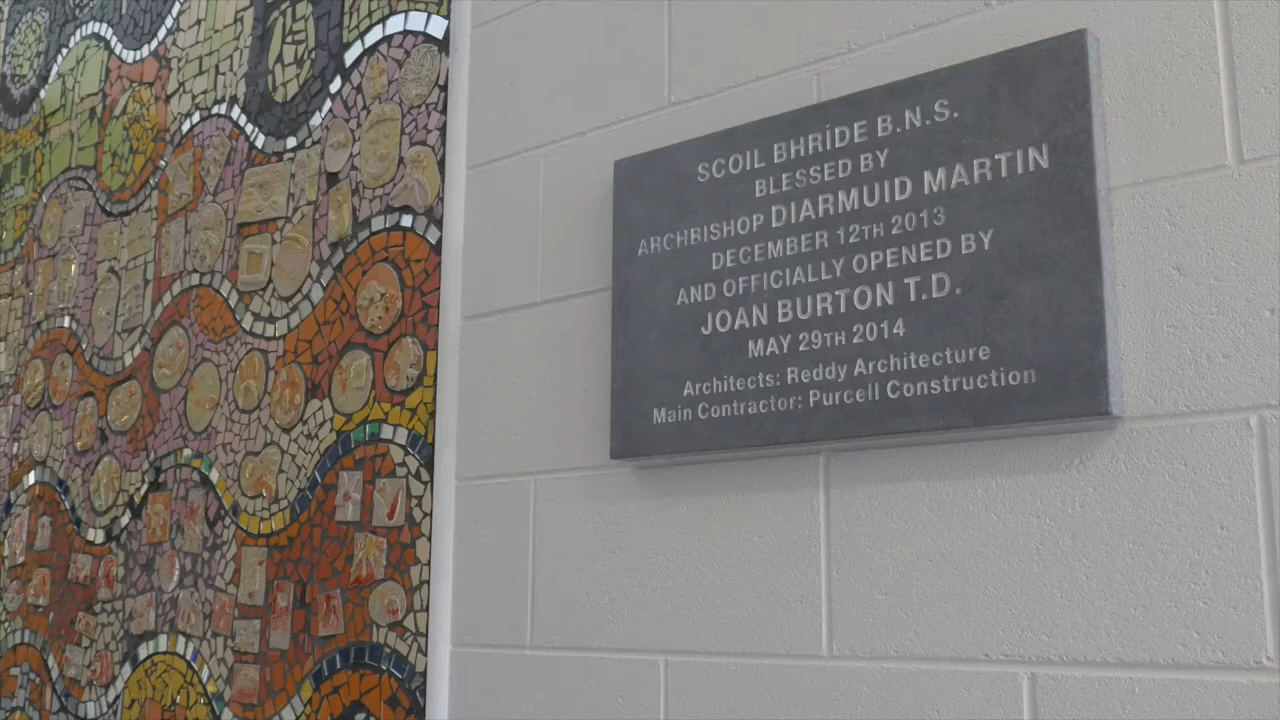 SCOIL BHRÍDE B.N.S.
BLESSED BY
ARCHBISHOP DIARMUID MARTIN
DECEMBER 12TH 2013
AND OFFICIALLY OPENED BY
JOAN BURTON T.D.
MAY 29TH 2014
Architects: Reddy Architecture
Main Contractor: Purcell Construction